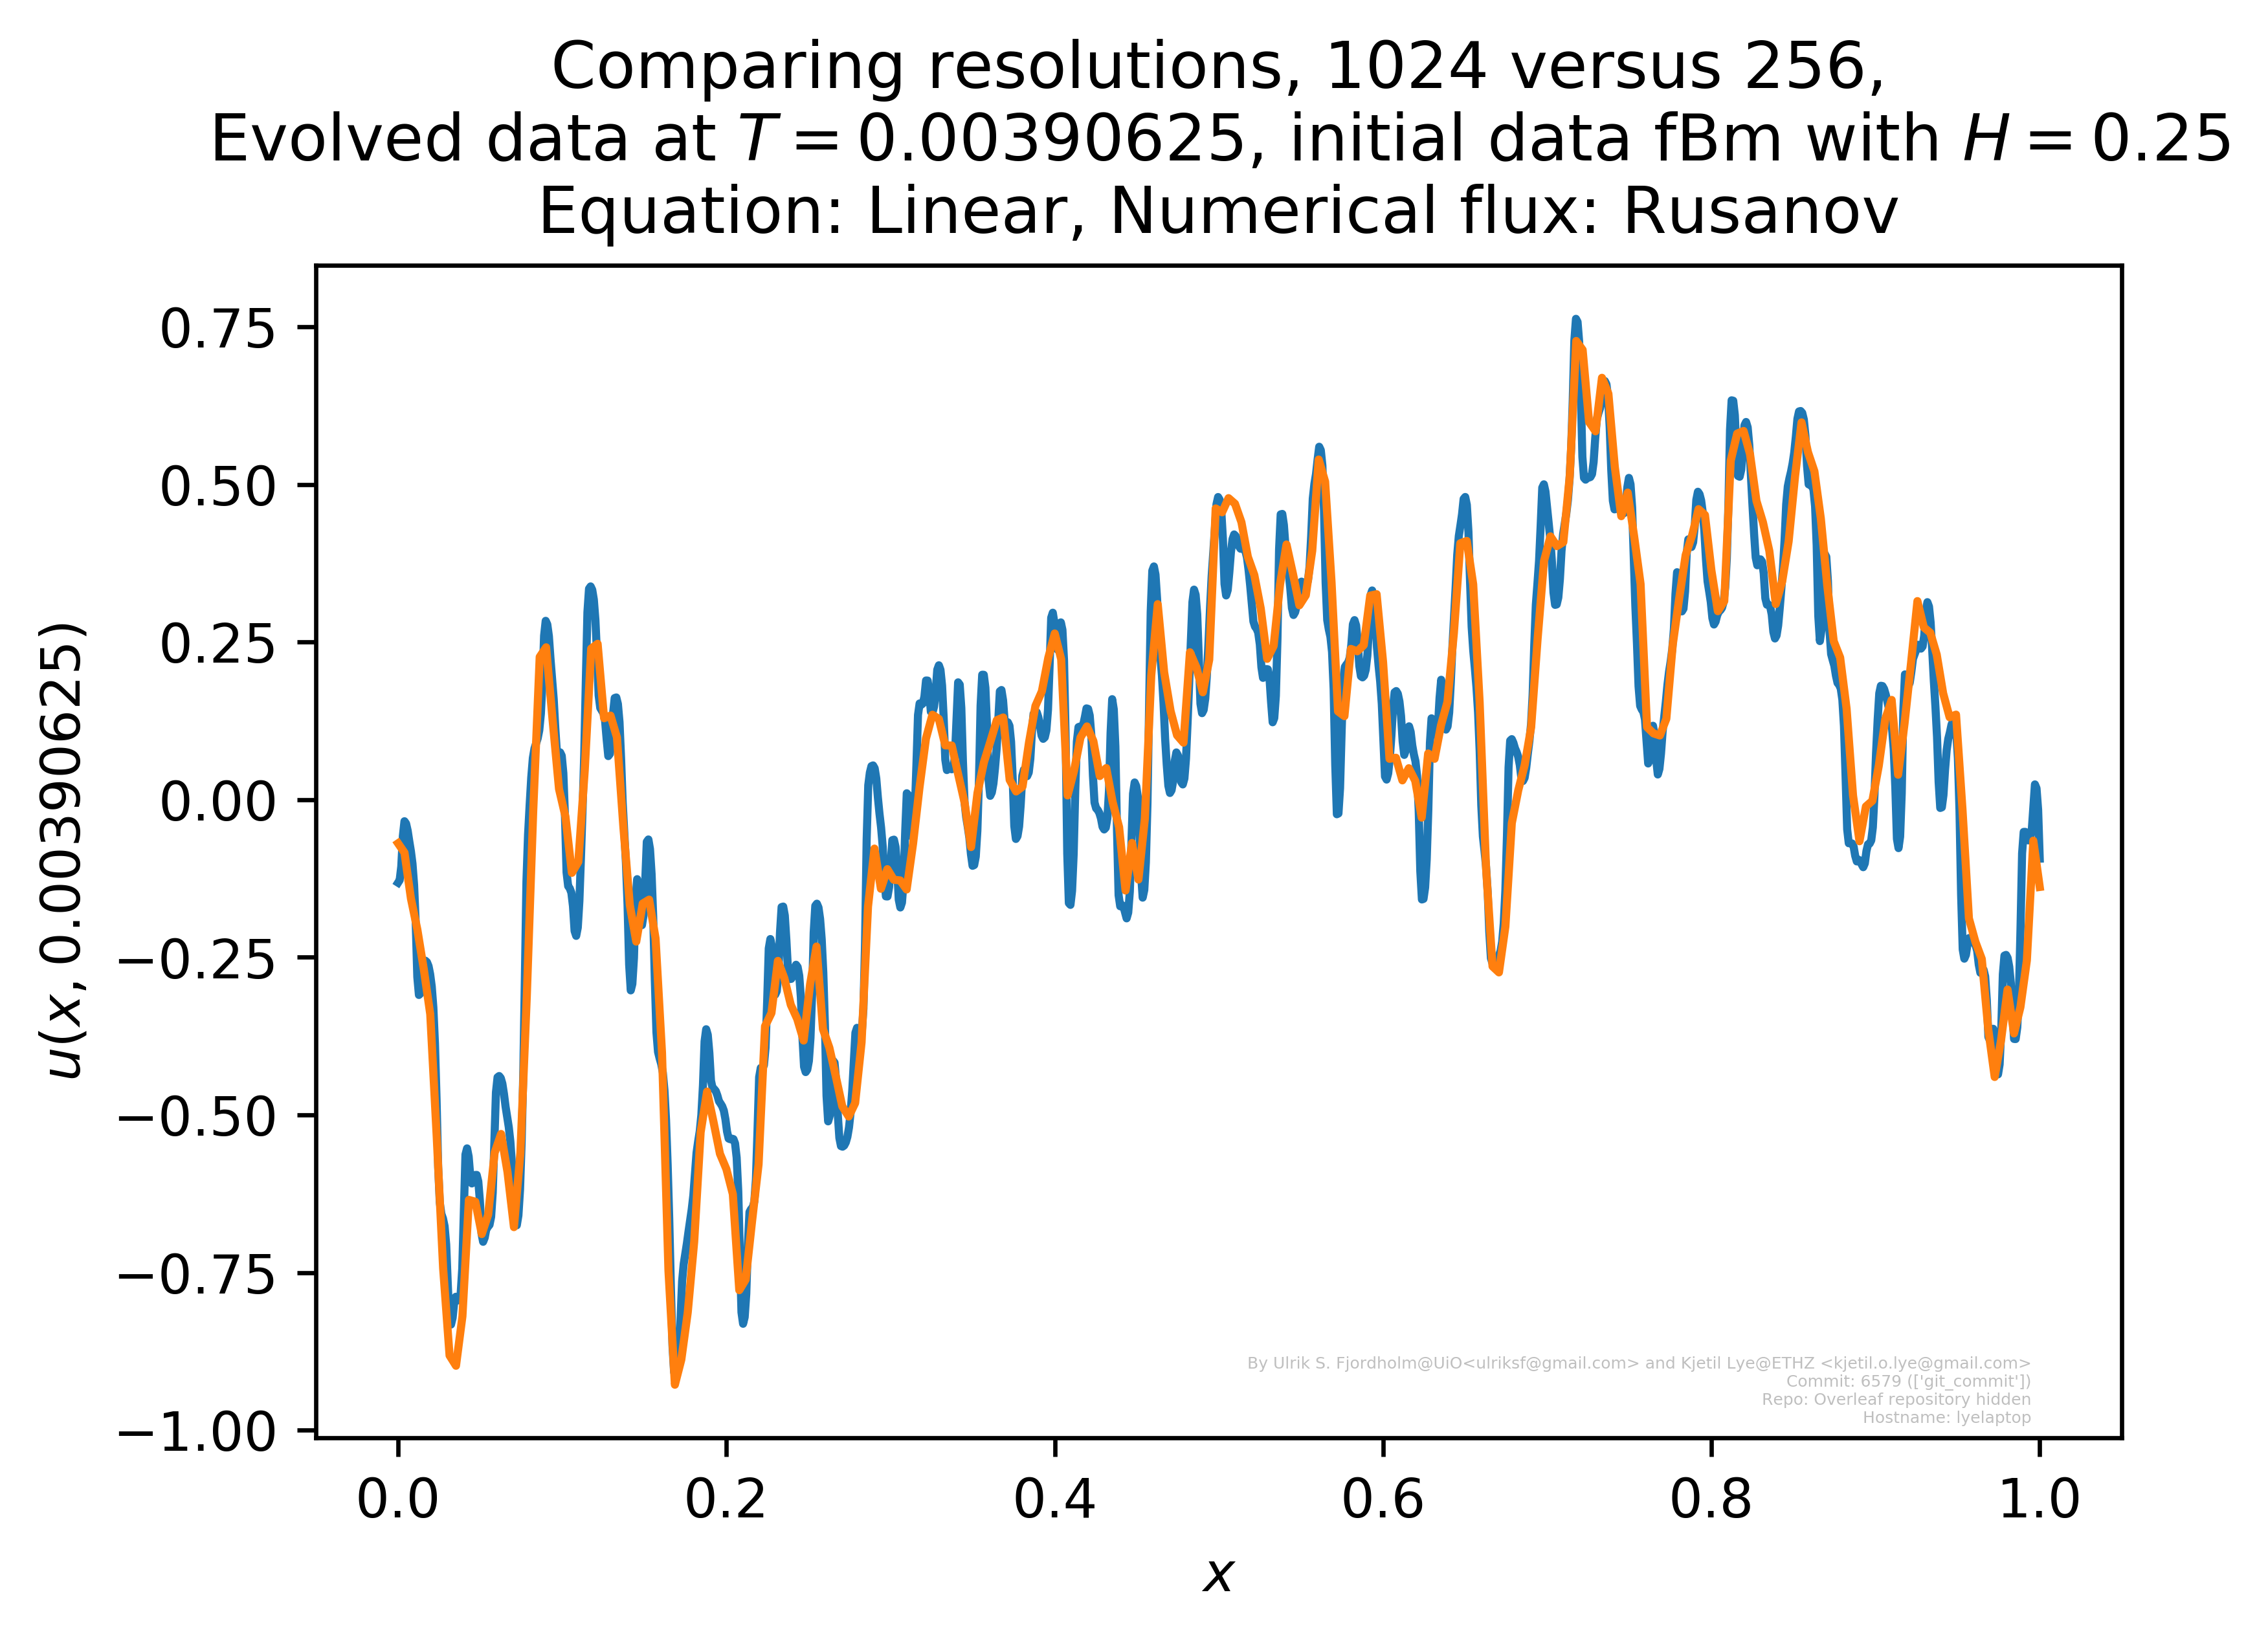 Comparing resolutions, 1024 versus 256,
Evolved data at T = 0.00390625, initial data fBm with H = 0.25
Equation: Linear, Numerical flux: Rusanov
0.75
0.50
0.25
0.00
−0.25
−0.50
−0.75
−1.00
u(x, 0.00390625)
By Ulrik S. Fjordholm@UiO<ulriksf@gmail.com> and Kjetil Lye@ETHZ <kjetil.o.lye@gmail.com>
Commit: 6579 (['git_commit'])
Repo: Overleaf repository hidden
Hostname: lyelaptop
0.0 0.2 0.4 0.6 0.8 1.0
x